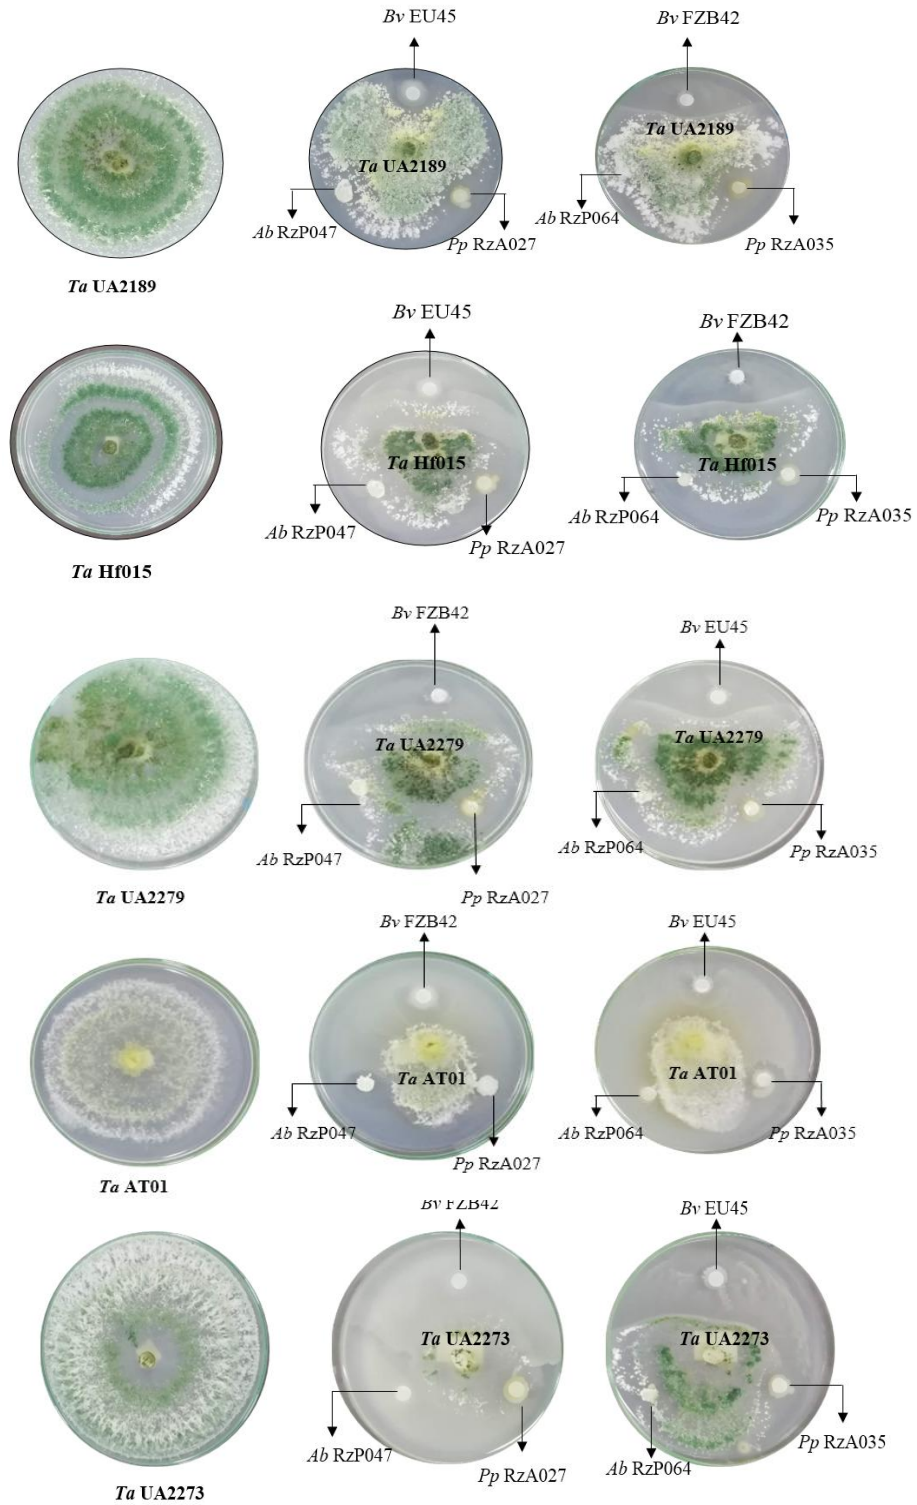 Bv EU45
Bv FZB42
Ta UA2189
Ta UA2189
Ab RzP047
Pp RzA027
Ab RzP064
Pp RzA035
Ta UA2189
Bv EU45
Bv FZB42
Ta Hf015
Ta Hf015
Ab RzP047
Pp RzA027
Ab RzP064
Pp RzA035
Ta Hf015
Bv FZB42
Bv EU45
Ta UA2279
Ta UA2279
Ab RzP047
Pp RzA027
Ab RzP064
Pp RzA035
Ta UA2279
Bv FZB42
Bv EU45
Ta AT01
Ta AT01
Ab RzP047
Pp RzA027
Ab RzP064
Pp RzA035
Ta AT01
Bv FZB42
Bv EU45
Ta UA2273
Ta UA2273
Ab RzP047
Pp RzA027
Ab RzP064
Pp RzA035
Ta UA2273